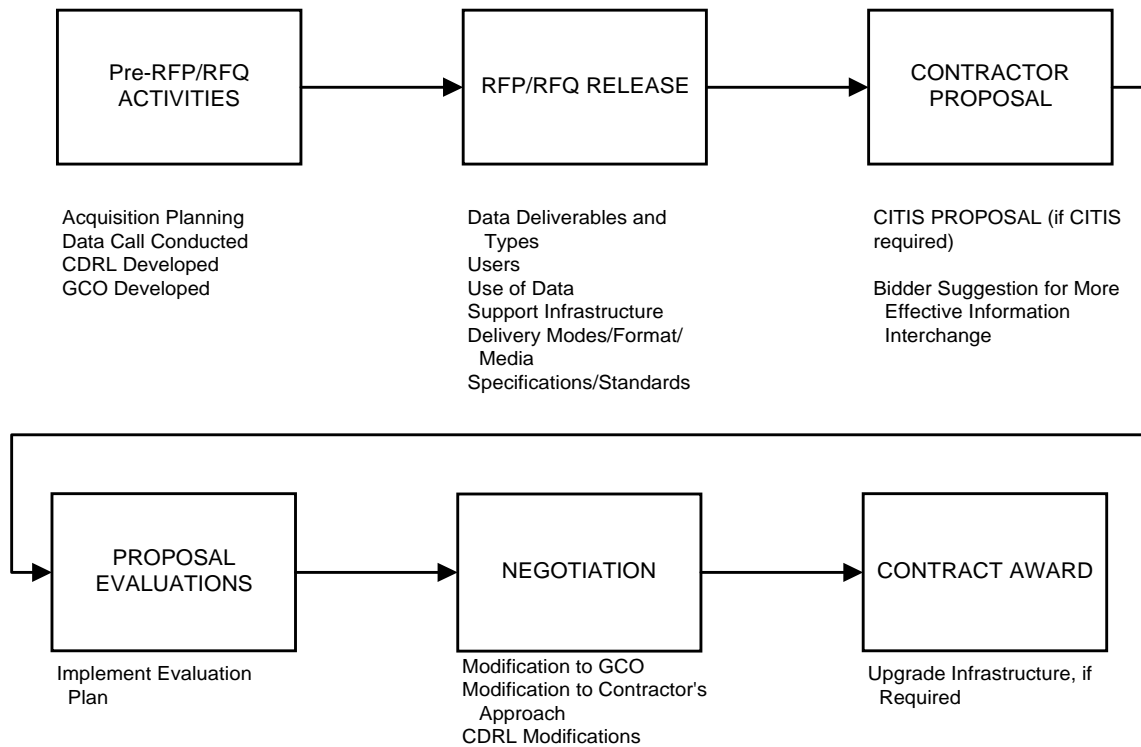 Pre-RFP/RFQ
ACTIVITIES
RFP/RFQ RELEASE
CONTRACTOR
PROPOSAL
Acquisition Planning
Data Call Conducted
CDRL Developed
GCO Developed
Data Deliverables and
Types
Users
Use of Data
Support Infrastructure
Delivery Modes/Format/
Media
Specifications/Standards
CITIS PROPOSAL (if CITIS
required)
Bidder Suggestion for More
Effective Information
Interchange
PROPOSAL
EVALUATIONS
NEGOTIATION
CONTRACT AWARD
Implement Evaluation
Plan
Modification to GCO
Modification to Contractor's
Approach
CDRL Modifications
Upgrade Infrastructure, if
Required